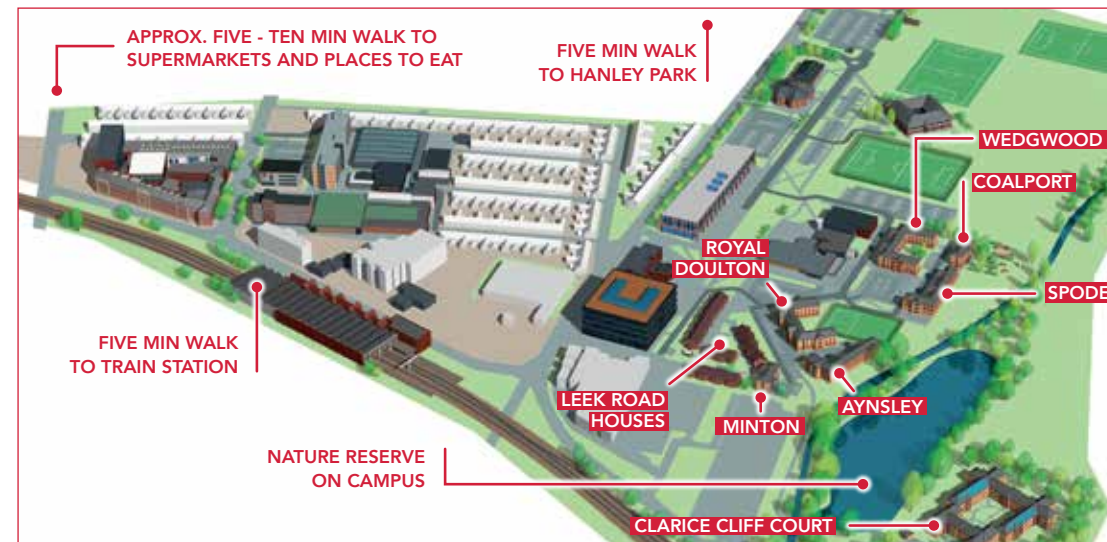 APPROX. FIVE - TEN MIN WALK TO
SUPERMARKETS AND PLACES TO EAT
FIVE MIN WALK
TO HANLEY PARK
WEDGWOOD
COALPORT
ROYAL
DOULTON
SPODE
FIVE MIN WALK
TO TRAIN STATION
LEEK ROAD
HOUSES
MINTON
AYNSLEY
NATURE RESERVE
ON CAMPUS
CLARICE CLIFF COURT